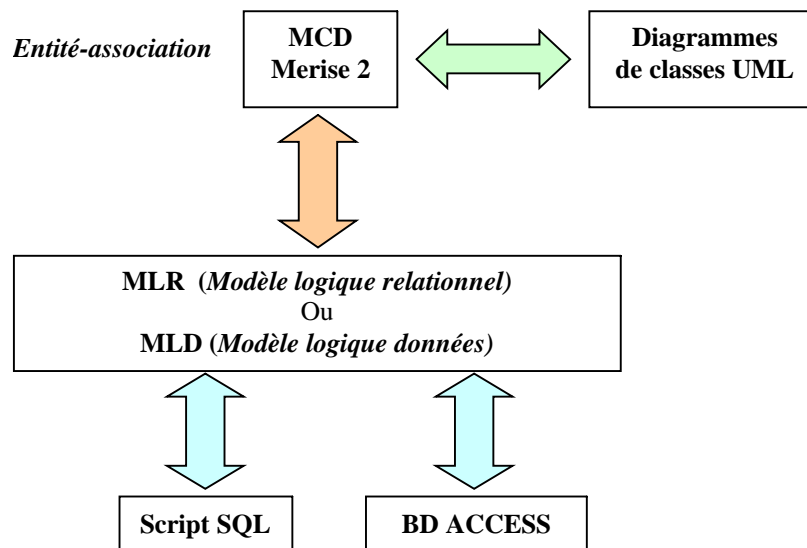 Entité-association
MCD
Merise 2
Diagrammes
de classes UML
MLR (Modèle logique relationnel)
Ou
MLD (Modèle logique données)
Script SQL
BD ACCESS